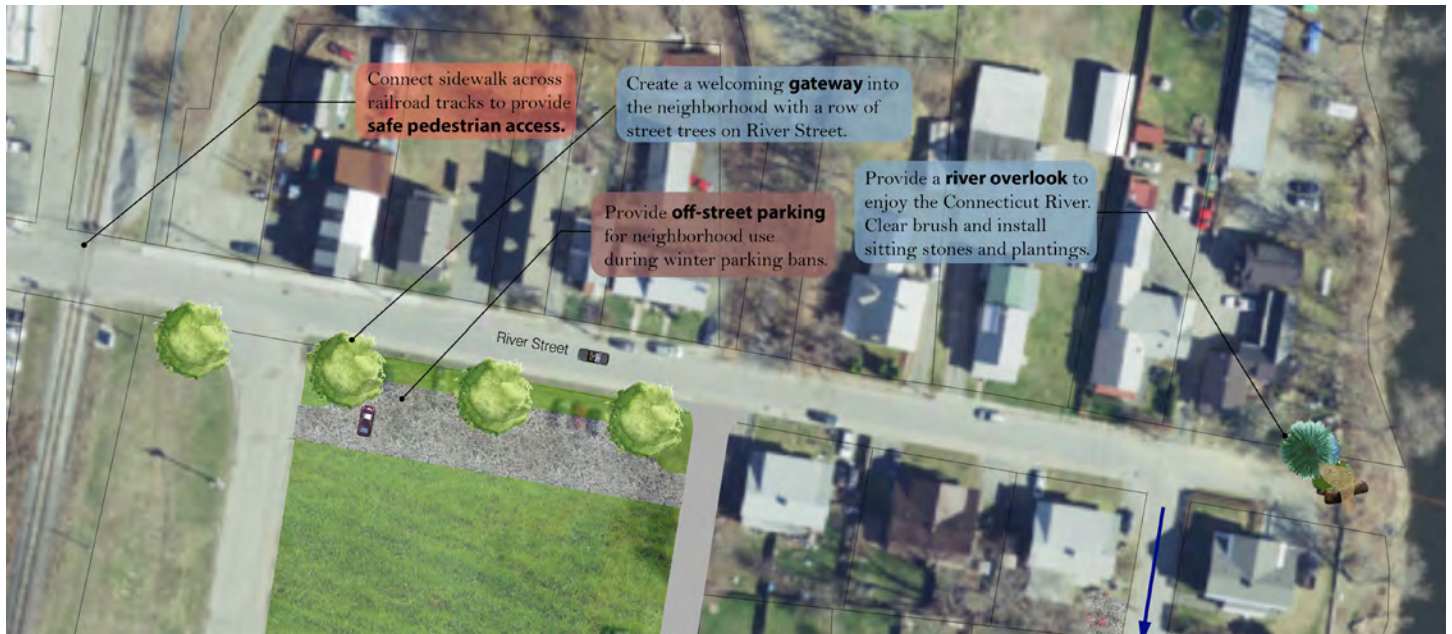 Connect sidewalk across
railroad tracks to provide
safe pedestrian access.
Create a welcoming gateway into
the neighborhood with a row of
street trees on River Street.
Provide off-street parking
for neighborhood use
during winter parking bans.
Provide a river overlook to
enjoy the Connecticut River.
Clear brush and install
sitting stones and plantings.
River Street